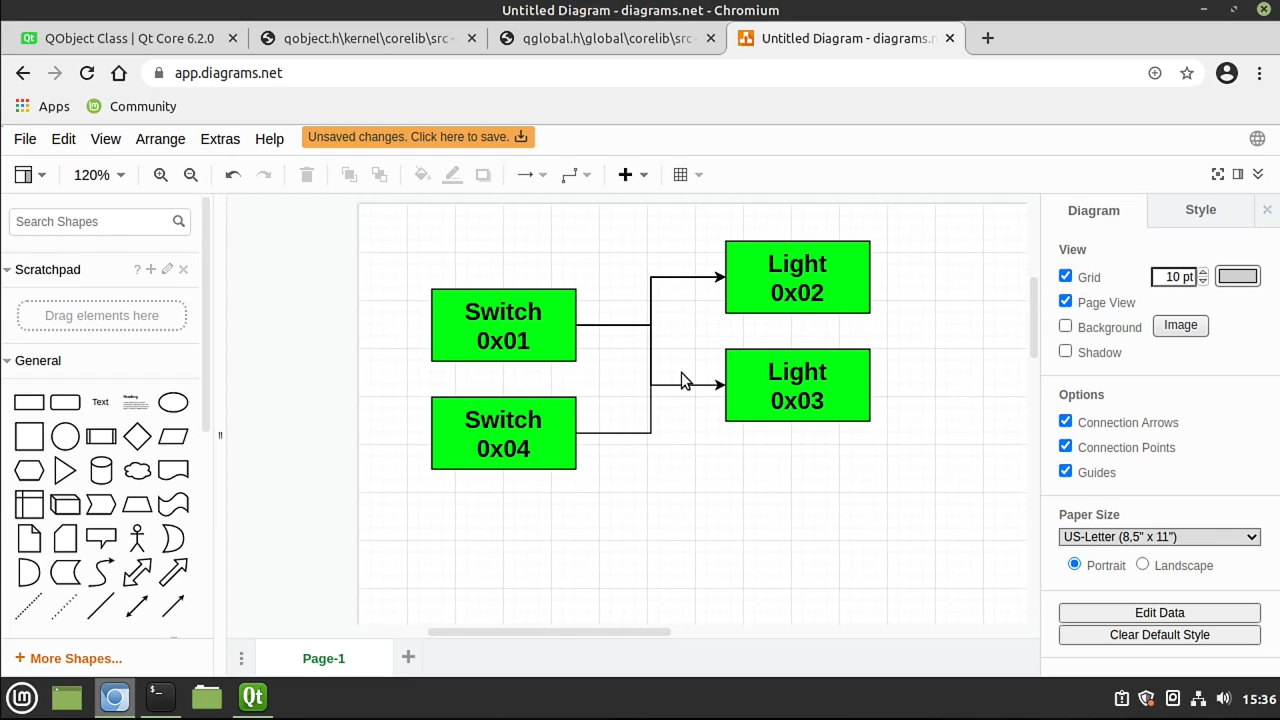 Untitled Diagram - diagrams.net - Chromium
QObject Class | Qt Core 6.2.0
qobject.h\kernel\corelib\src -
qglobal.h\global\corelib\src -
Untitled Diagram - diagrams.n
app.diagrams.net
Apps
Community
File Edit View Arrange Extras Help
Unsaved changes. Click here to save.
120%
Search Shapes
Scratchpad
?
Drag elements here
General
Text
Heading
More Shapes...
Switch
0x01
Switch
0x04
Light
0x02
Light
0x03
Page-1
Diagram
Style
View
Grid
10 pt
Page View
Background
Image
Shadow
Options
Connection Arrows
Connection Points
Guides
Paper Size
US-Letter (8,5" x 11")
Portrait
Landscape
Edit Data
Clear Default Style
15:36